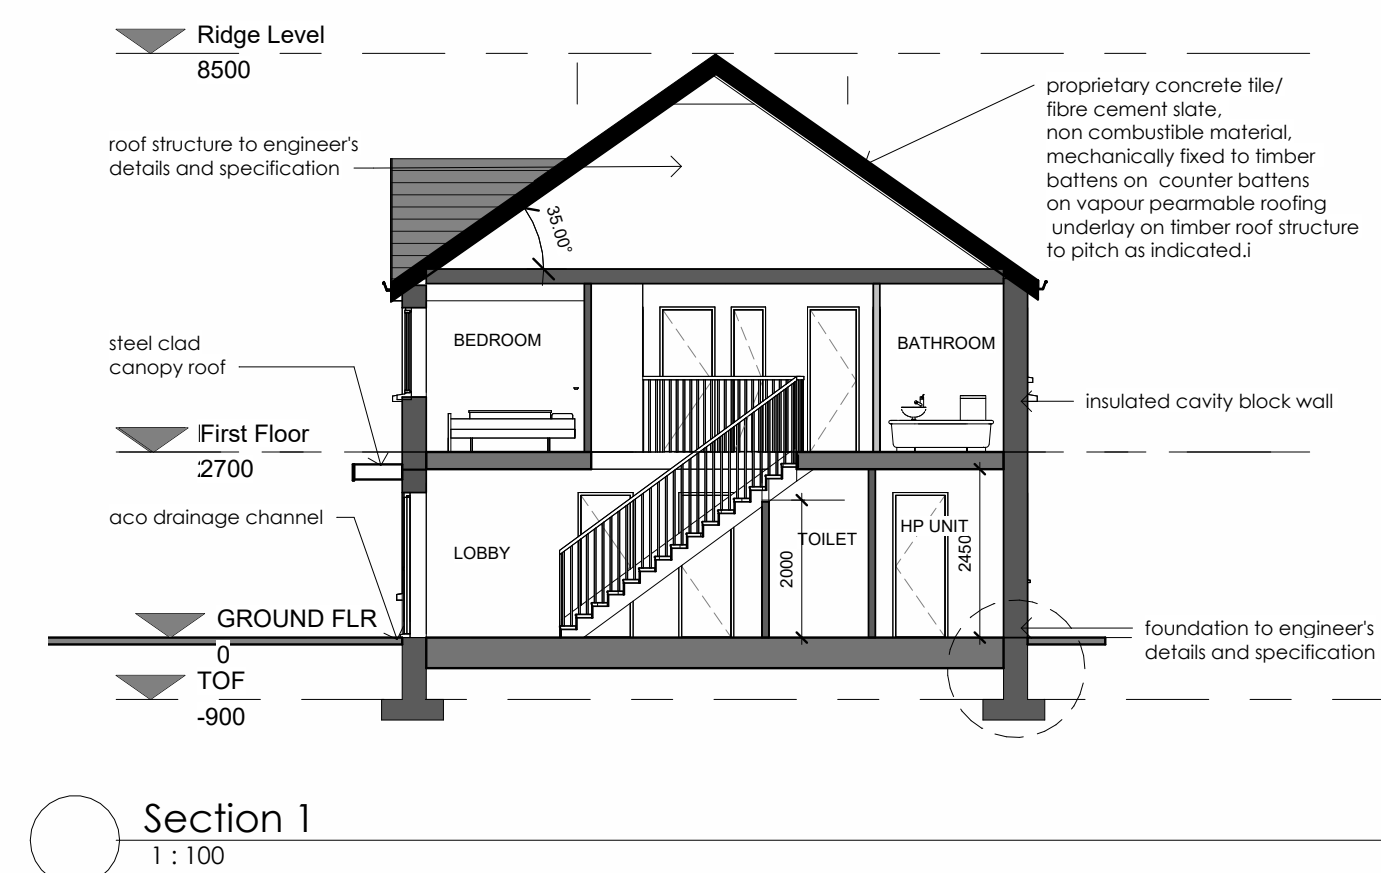 Ridge Level
8500
roof structure to engineer's
details and specification
proprietary concrete tile/
fibre cement slate,
non combustible material,
mechanically fixed to timber
battens on counter battens
on vapour pearmable roofing
underlay on timber roof structure
to pitch as indicated.i
35.00°
steel clad
canopy roof
BEDROOM
BATHROOM
insulated cavity block wall
First Floor
2700
aco drainage channel
LOBBY
TOILET
HP UNIT
2000
2450
GROUND FLR
0
foundation to engineer's
details and specification
TOF
-900
Section 1
1 : 100